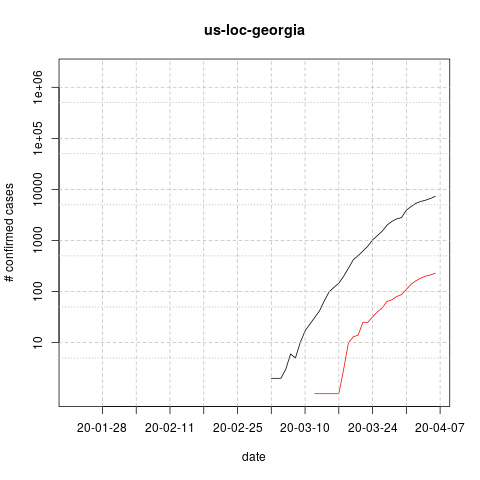 us-loc-georgia
# confirmed cases
1e+06
1e+05
10000
1000
100
10
20-01-28
20-02-11
20-02-25
20-03-10
20-03-24
20-04-07
date